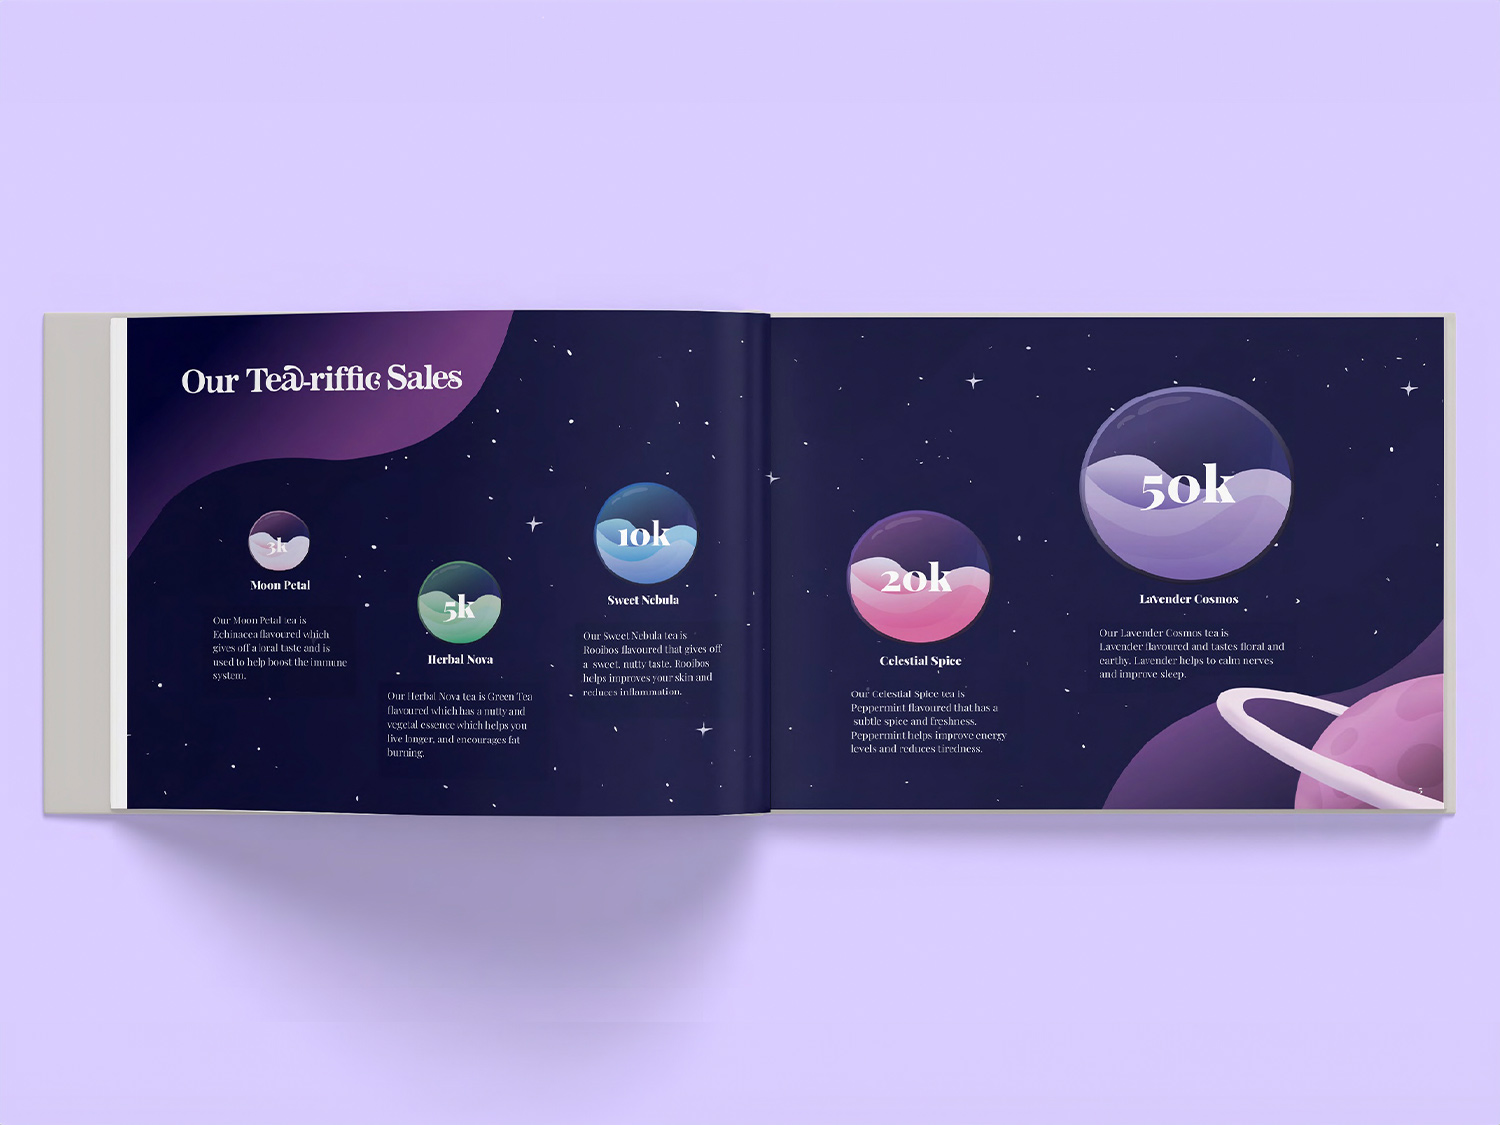 Our Tea-riffic Sales
3k
Moon Petal
Our Moon Petal tea is
Echinacea flavoured which
gives off a loral taste and is
used to help boost the immune
system.
5k
Herbal Nova
Our Herbal Nova tea is Green Tea
flavoured which has a nutty and
vegetal essence which helps you
live longer, and encourages fat
burning.
10k
Sweet Nebula
Our Sweet Nebula tea is
Rooibos flavoured that gives off
a sweet, nutty taste. Rooibos
helps improves your skin and
reduces inflammation.
20k
Celestial Spice
Our Celestial Spice tea is
Peppermint flavoured that has a
subtle spice and freshness.
Peppermint helps improve energy
levels and reduces tiredness.
50k
Lavender Cosmos
Our Lavender Cosmos tea is
Lavender flavoured and tastes floral and
earthy. Lavender helps to calm nerves
and improve sleep.
5